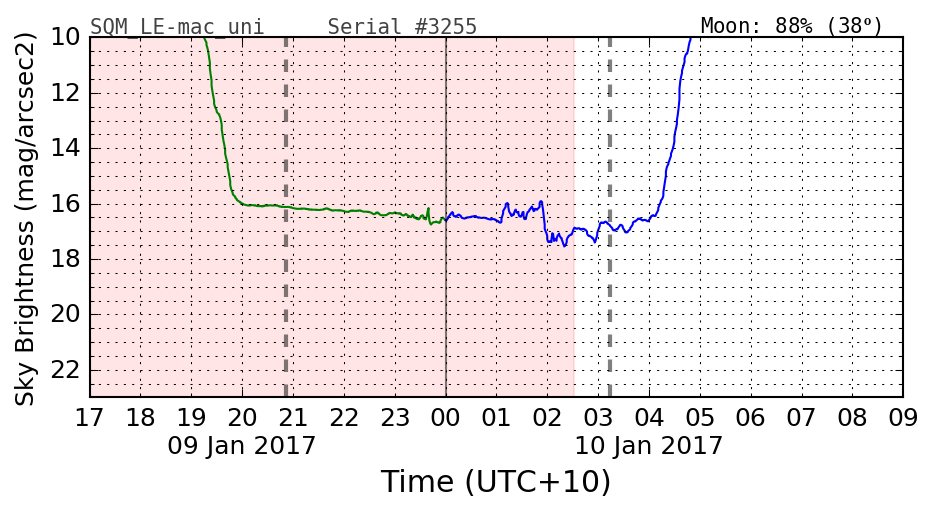 SQM_LE-mac_uni Serial #3255 Moon: 88% (38°)
Sky Brightness (mag/arcsec2)
10
12
14
16
18
20
22
17 18 19 20 21 22 23 00 01 02 03 04 05 06 07 08 09
09 Jan 2017 10 Jan 2017
Time (UTC+10)